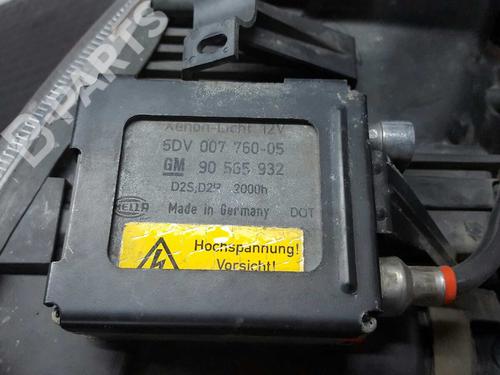 B-PARTS
Xenon-Licht 12V
5DV 007 760-05
GM 90 565 932
D2S,D2R 2000h
HELLA Made in Germany DOT
Hochspannung!
Vorsicht!